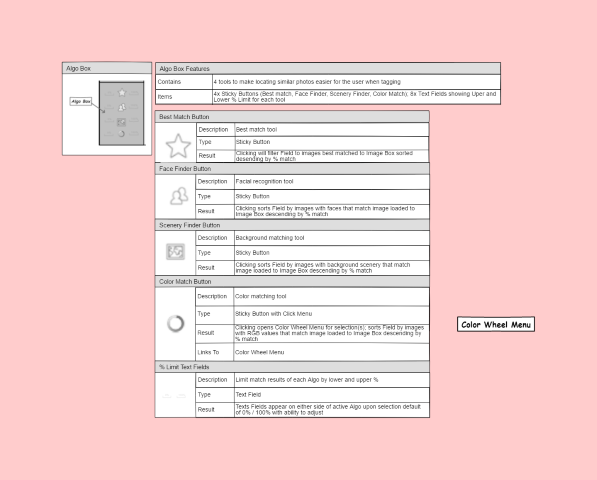 Algo Box
Algo Box
Algo Box Features
Contains
4 tools to make locating similar photos easier for the user when tagging
Items
4x Sticky Buttons (Best match, Face Finder, Scenery Finder, Color Match); 8x Text Fields showing Uper and
Lower % Limit for each tool
Best Match Button
Description
Best match tool
Type
Sticky Button
Result
Clicking will filter Field to images best matched to Image Box sorted
desending by % match
Face Finder Button
Description
Facial recognition tool
Type
Sticky Button
Result
Clicking sorts Field by images with faces that match image loaded to
Image Box descending by % match
Scenery Finder Button
Description
Background matching tool
Type
Sticky Button
Result
Clicking sorts Field by images with background scenery that match
image loaded to Image Box descending by % match
Color Match Button
Description
Color matching tool
Type
Sticky Button with Click Menu
Result
Clicking opens Color Wheel Menu for selection(s); sorts Field by images
with RGB values that match image loaded to Image Box descending by
% match
Links To
Color Wheel Menu
Color Wheel Menu
% Limit Text Fields
Description
Limit match results of each Algo by lower and upper %
Type
Text Field
Result
Texts Fields appear on either side of active Algo upon selection default
of 0% / 100% with ability to adjust